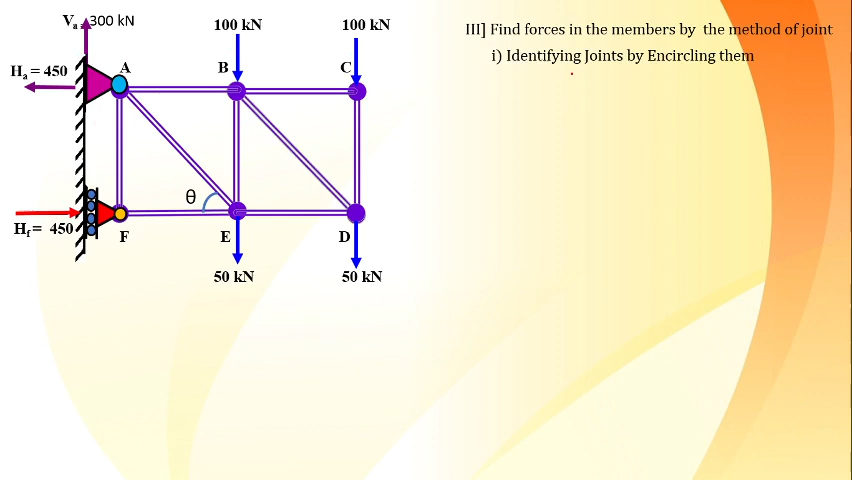 Vₐ = 300 kN
100 kN
100 kN
III] Find forces in the members by the method of joint
i) Identifying Joints by Encircling them
Hₐ = 450
A
B
C
θ
H_f = 450
F
E
D
50 kN
50 kN